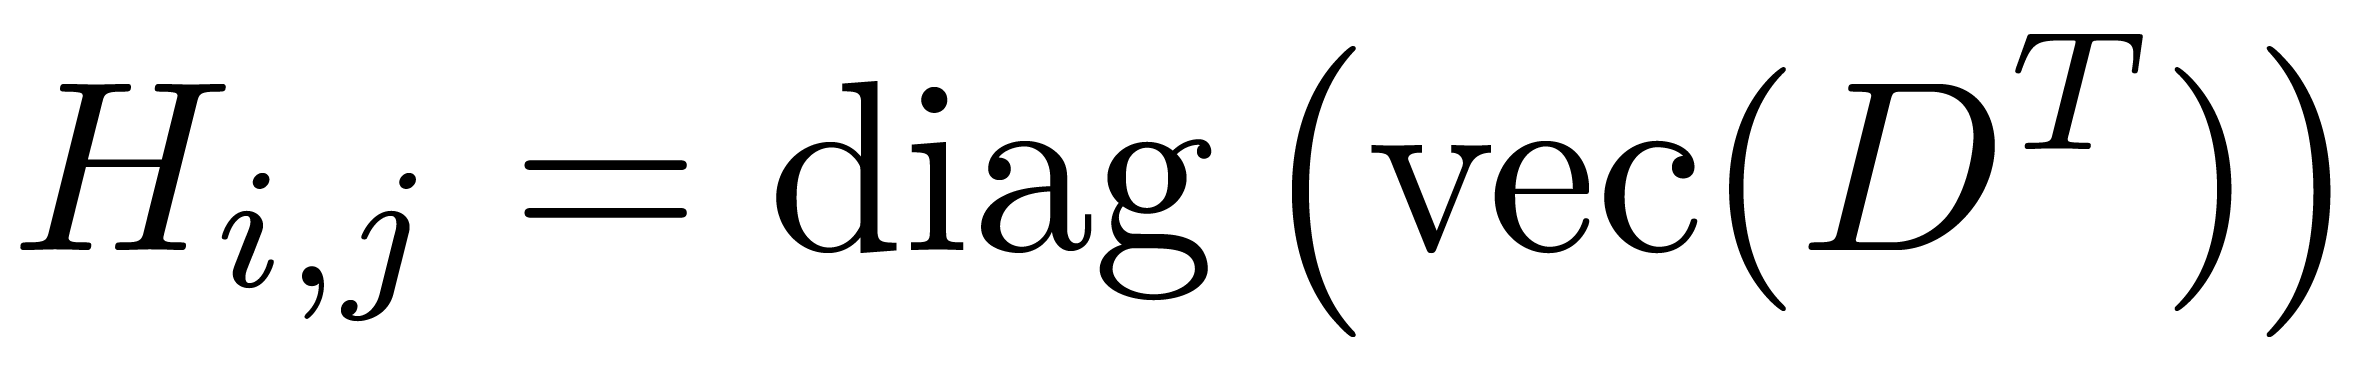 $H_{i,j} = \operatorname{diag}\left(\operatorname{vec}(D^T)\right)$